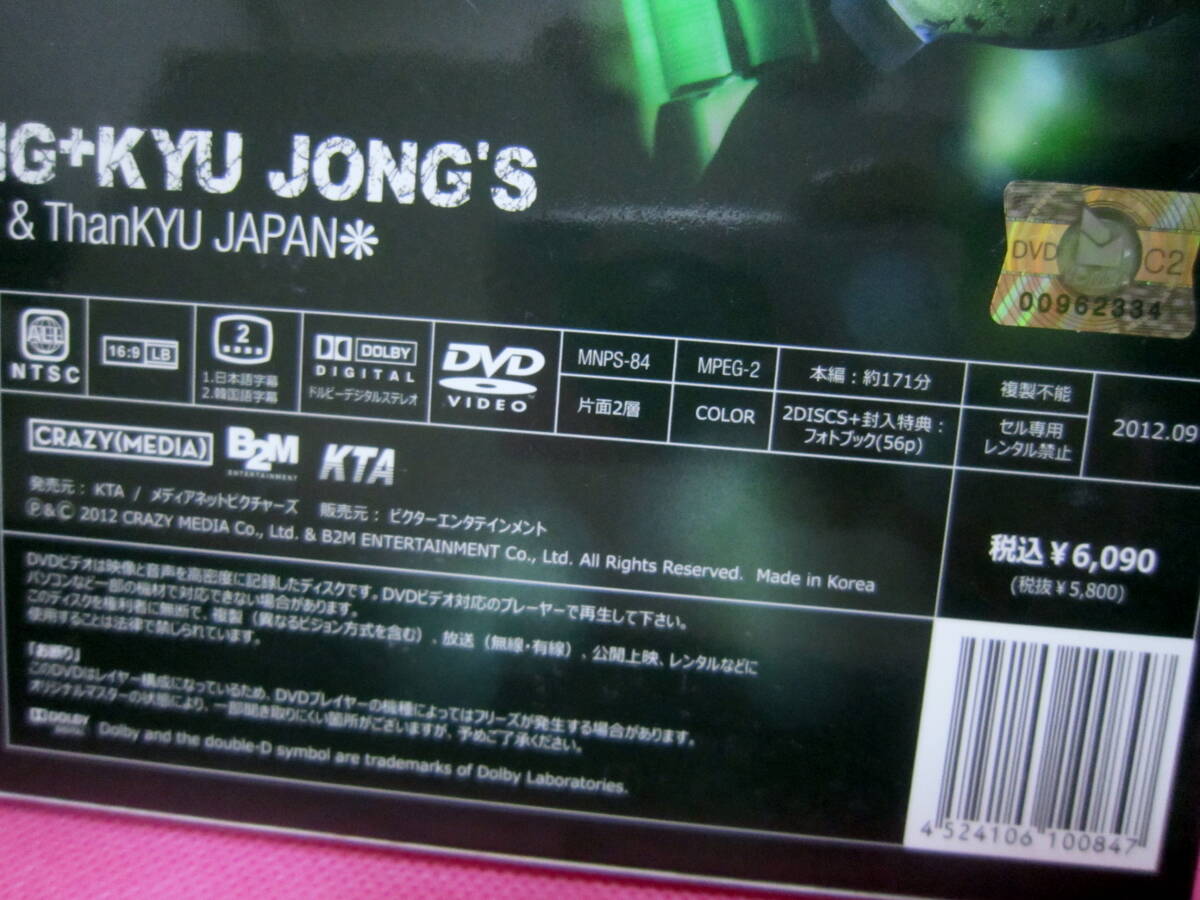 NG+KYU JONG'S
& ThanKYU JAPAN❋
DVD C2
00962334
ALL
NTSC
16:9 LB
2
1.日本語字幕
2.韓国語字幕
DOLBY
DIGITAL
ドルビーデジタルステレオ
DVD
VIDEO
MNPS-84
片面2層
MPEG-2
COLOR
本編：約171分
2DISCS+封入特典：
フォトブック(56p)
複製不能
セル専用
レンタル禁止
2012.09
CRAZY(MEDIA) B2M ENTERTAINMENT KTA
発売元：KTA / メディアネットピクチャーズ 販売元：ビクターエンタテインメント
Ⓟ&Ⓒ 2012 CRAZY MEDIA Co., Ltd. & B2M ENTERTAINMENT Co., Ltd. All Rights Reserved. Made in Korea
税込￥6,090
(税抜￥5,800)
DVDビデオは映像と音声を高密度に記録したディスクです。DVDビデオ対応のプレーヤーで再生して下さい。
パソコンなど一部の機材で対応できない場合があります。
このディスクを権利者に無断で、複製（異なるビジョン方式を含む）、放送（無線・有線）、公開上映、レンタルなどに
使用することは法律で禁じられています。
「お断り」
このDVDはレイヤー構成になっているため、DVDプレイヤーの機種によってはフリーズが発生する場合があります。
オリジナルマスターの状態により、一部聞き取りにくい箇所がございますが、予めご了承ください。
DOLBY DIGITAL Dolby and the double-D symbol are trademarks of Dolby Laboratories.
4 524106 100847